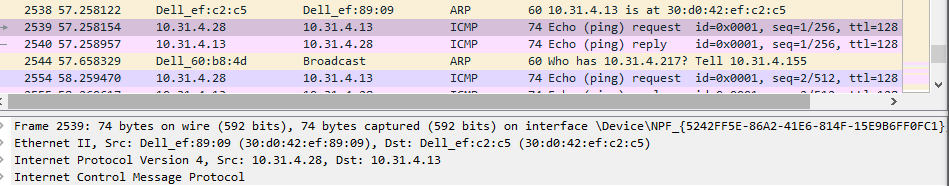 2538 57.258122 Dell_ef:c2:c5 Dell_ef:89:09 ARP 60 10.31.4.13 is at 30:d0:42:ef:c2:c5
2539 57.258154 10.31.4.28 10.31.4.13 ICMP 74 Echo (ping) request id=0x0001, seq=1/256, ttl=128
2540 57.258957 10.31.4.13 10.31.4.28 ICMP 74 Echo (ping) reply id=0x0001, seq=1/256, ttl=128
2544 57.658329 Dell_60:b8:4d Broadcast ARP 60 Who has 10.31.4.217? Tell 10.31.4.155
2554 58.259470 10.31.4.28 10.31.4.13 ICMP 74 Echo (ping) request id=0x0001, seq=2/512, ttl=128
Frame 2539: 74 bytes on wire (592 bits), 74 bytes captured (592 bits) on interface \Device\NPF_{5242FF5E-86A2-41E6-814F-15E9B6FF0FC1}
Ethernet II, Src: Dell_ef:89:09 (30:d0:42:ef:89:09), Dst: Dell_ef:c2:c5 (30:d0:42:ef:c2:c5)
Internet Protocol Version 4, Src: 10.31.4.28, Dst: 10.31.4.13
Internet Control Message Protocol